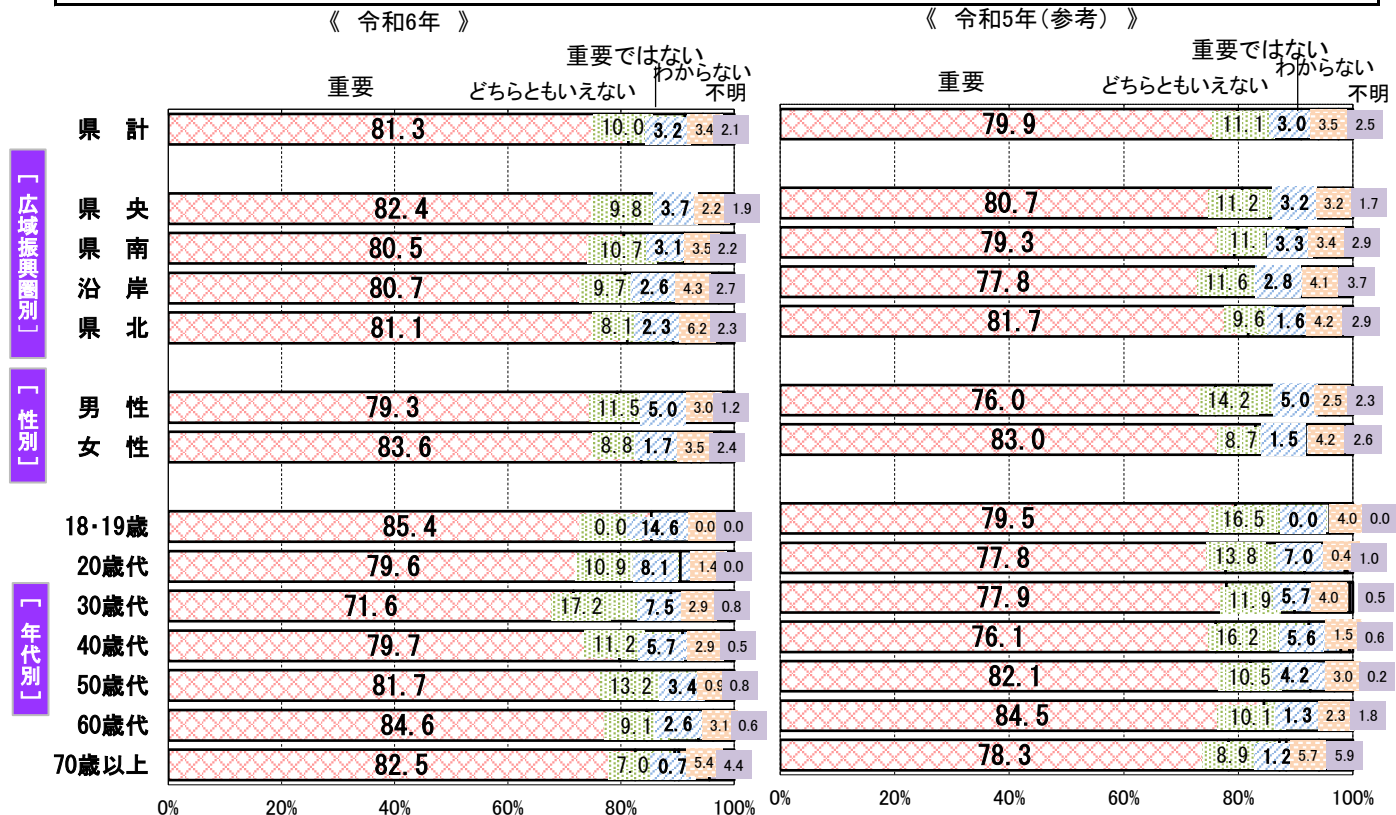 《 令和6年 》
《 令和5年(参考) 》
重要
どちらともいえない
重要ではない
わからない
不明
重要
どちらともいえない
重要ではない
わからない
不明
県 計 81.3 10.0 3.2 3.4 2.1 79.9 11.1 3.0 3.5 2.5
[広域振興圏別]
県 央 82.4 9.8 3.7 2.2 1.9 80.7 11.2 3.2 3.2 1.7
県 南 80.5 10.7 3.1 3.5 2.2 79.3 11.1 3.3 3.4 2.9
沿 岸 80.7 9.7 2.6 4.3 2.7 77.8 11.6 2.8 4.1 3.7
県 北 81.1 8.1 2.3 6.2 2.3 81.7 9.6 1.6 4.2 2.9
[性別]
男 性 79.3 11.5 5.0 3.0 1.2 76.0 14.2 5.0 2.5 2.3
女 性 83.6 8.8 1.7 3.5 2.4 83.0 8.7 1.5 4.2 2.6
[年代別]
18・19歳 85.4 0.0 14.6 0.0 0.0 79.5 16.5 0.0 4.0 0.0
20歳代 79.6 10.9 8.1 1.4 0.0 77.8 13.8 7.0 0.4 1.0
30歳代 71.6 17.2 7.5 2.9 0.8 77.9 11.9 5.7 4.0 0.5
40歳代 79.7 11.2 5.7 2.9 0.5 76.1 16.2 5.6 1.5 0.6
50歳代 81.7 13.2 3.4 0.9 0.8 82.1 10.5 4.2 3.0 0.2
60歳代 84.6 9.1 2.6 3.1 0.6 84.5 10.1 1.3 2.3 1.8
70歳以上 82.5 7.0 0.7 5.4 4.4 78.3 8.9 1.2 5.7 5.9
0% 20% 40% 60% 80% 100% 0% 20% 40% 60% 80% 100%